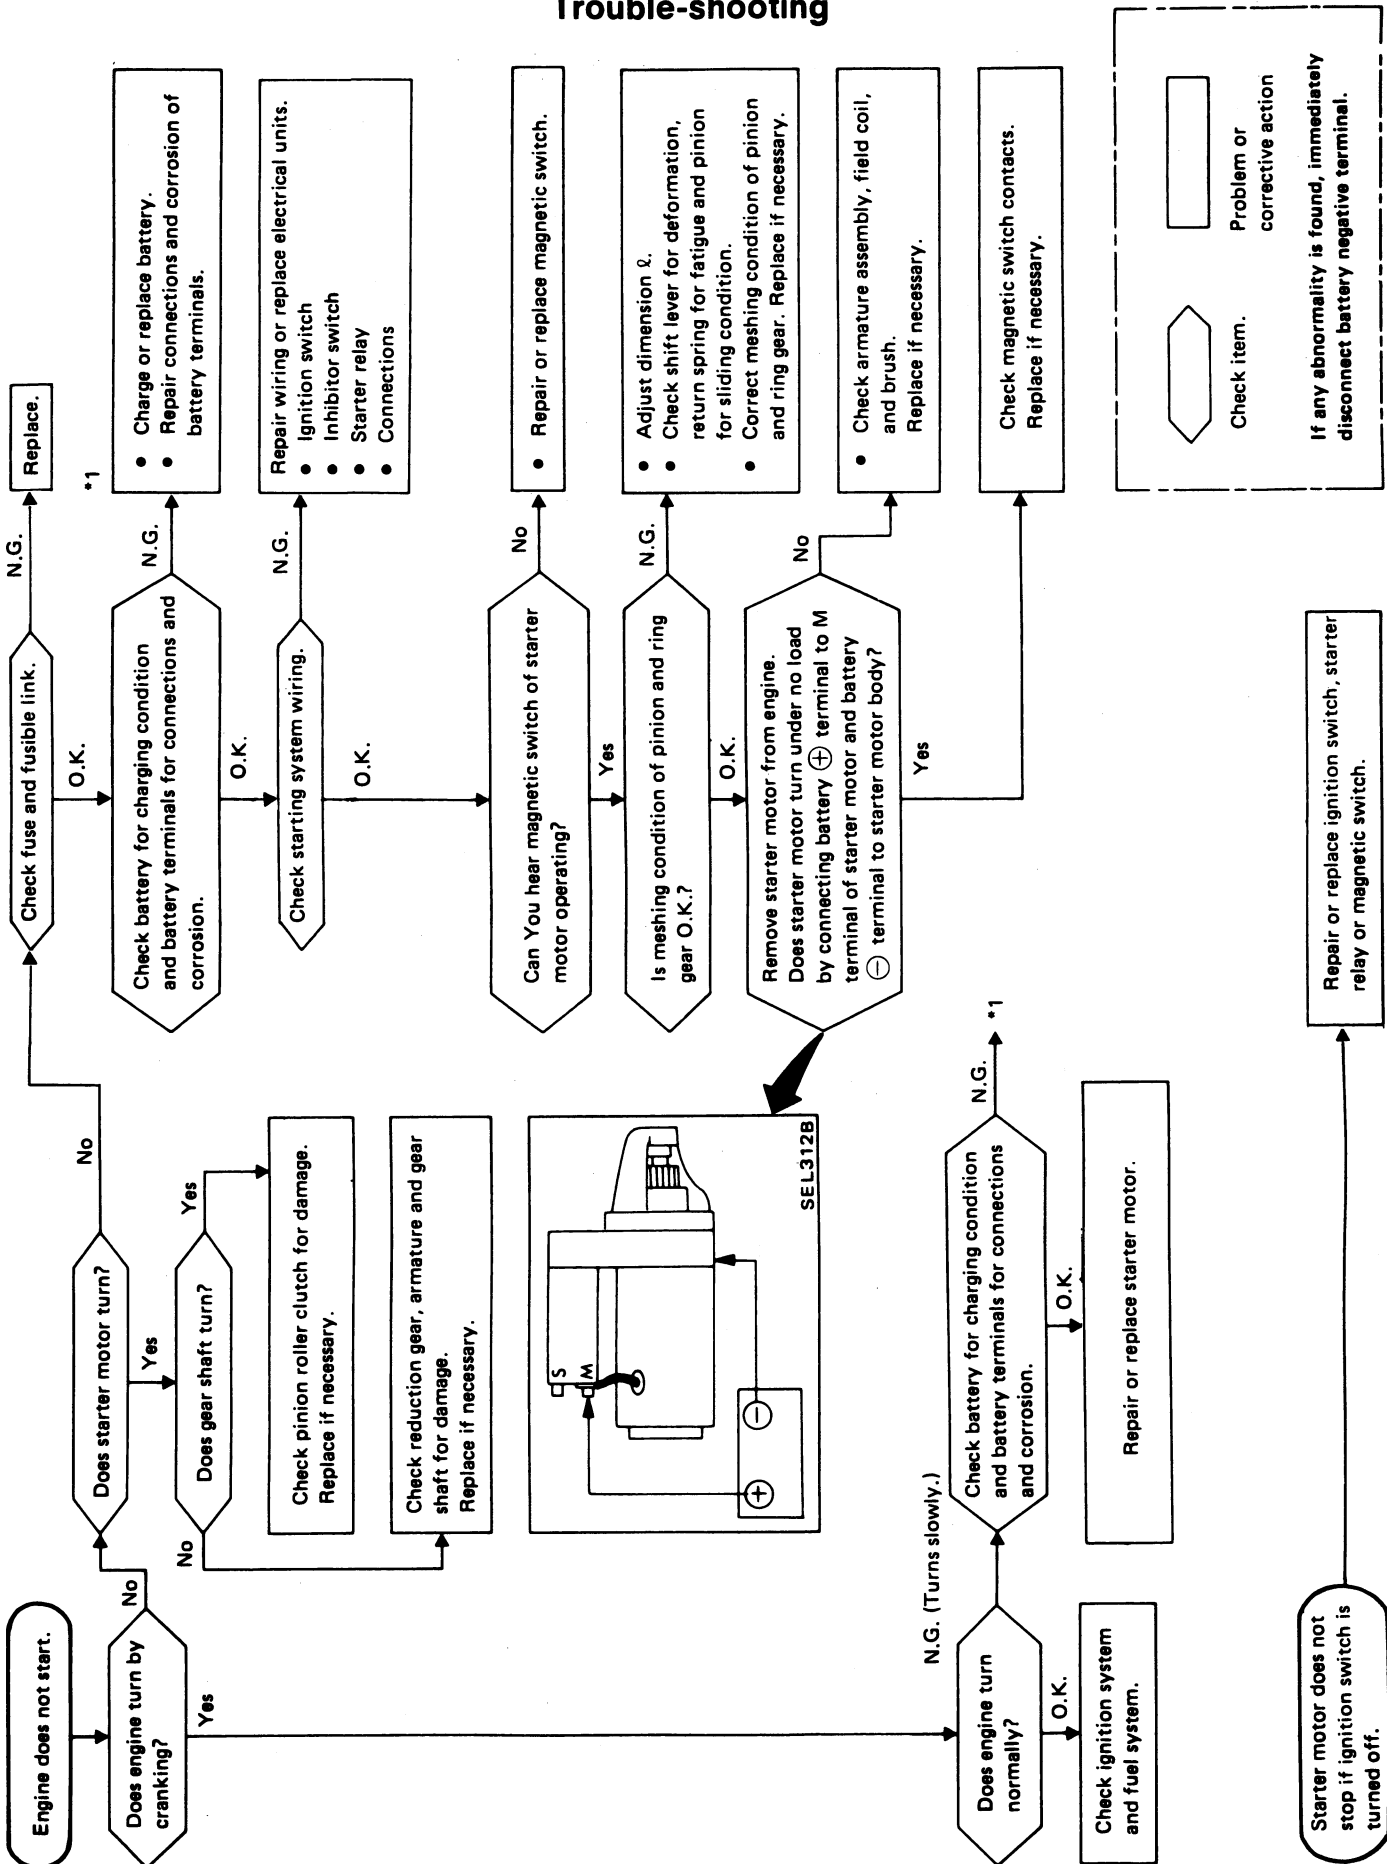 Trouble-shooting
Engine does not start.
Does engine turn by
cranking?
No
Yes
Does starter motor turn?
No
Yes
Does gear shaft turn?
Yes
No
Check pinion roller clutch for damage.
Replace if necessary.
Check reduction gear, armature and gear
shaft for damage.
Replace if necessary.
Check fuse and fusible link.
N.G.
Replace.
O.K.
Check battery for charging condition
and battery terminals for connections and
corrosion.
N.G.
*1
• Charge or replace battery.
• Repair connections and corrosion of
battery terminals.
O.K.
Check starting system wiring.
N.G.
Repair wiring or replace electrical units.
• Ignition switch
• Inhibitor switch
• Starter relay
• Connections
O.K.
Can You hear magnetic switch of starter
motor operating?
No
• Repair or replace magnetic switch.
Yes
Is meshing condition of pinion and ring
gear O.K.?
N.G.
• Adjust dimension ℓ.
• Check shift lever for deformation,
return spring for fatigue and pinion
for sliding condition.
• Correct meshing condition of pinion
and ring gear. Replace if necessary.
O.K.
Remove starter motor from engine.
Does starter motor turn under no load
by connecting battery ⊕ terminal to M
terminal of starter motor and battery
⊖ terminal to starter motor body?
No
• Check armature assembly, field coil,
and brush.
Replace if necessary.
Yes
Check magnetic switch contacts.
Replace if necessary.
S
M
⊕
⊖
SEL312B
Does engine turn
normally?
N.G. (Turns slowly.)
O.K.
Check ignition system
and fuel system.
Check battery for charging condition
and battery terminals for connections
and corrosion.
N.G.
*1
O.K.
Repair or replace starter motor.
Starter motor does not
stop if ignition switch is
turned off.
Repair or replace ignition switch, starter
relay or magnetic switch.
Check item.
Problem or
corrective action
If any abnormality is found, immediately
disconnect battery negative terminal.